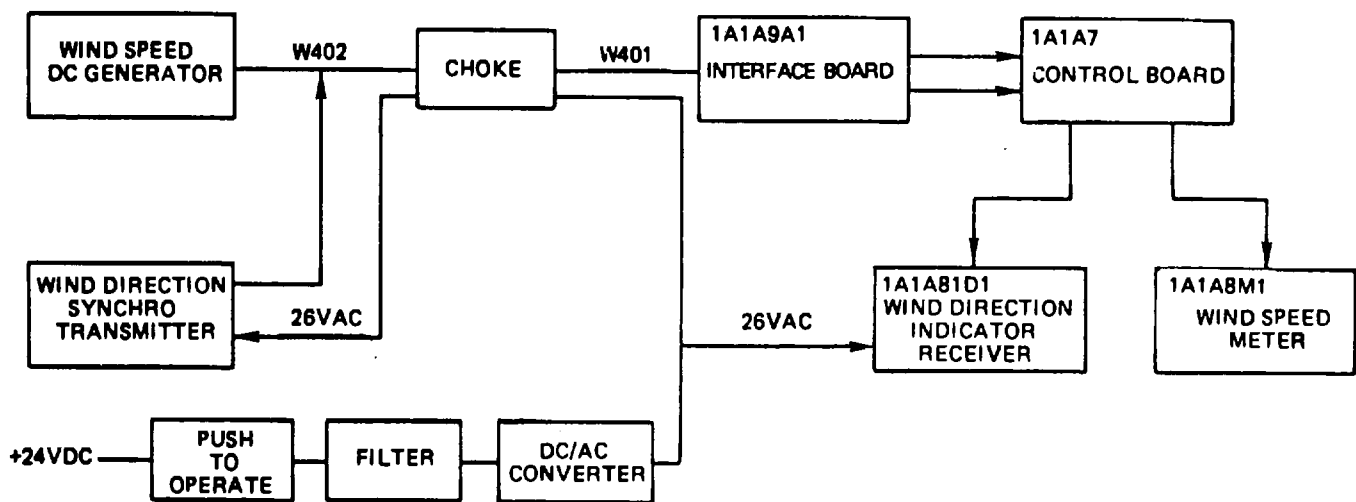 WIND SPEED
DC GENERATOR
W402
CHOKE
W401
1A1A9A1
INTERFACE BOARD
1A1A7
CONTROL BOARD
WIND DIRECTION
SYNCHRO
TRANSMITTER
26VAC
26VAC
1A1A81D1
WIND DIRECTION
INDICATOR
RECEIVER
1A1A8M1
WIND SPEED
METER
+24VDC
PUSH
TO
OPERATE
FILTER
DC/AC
CONVERTER